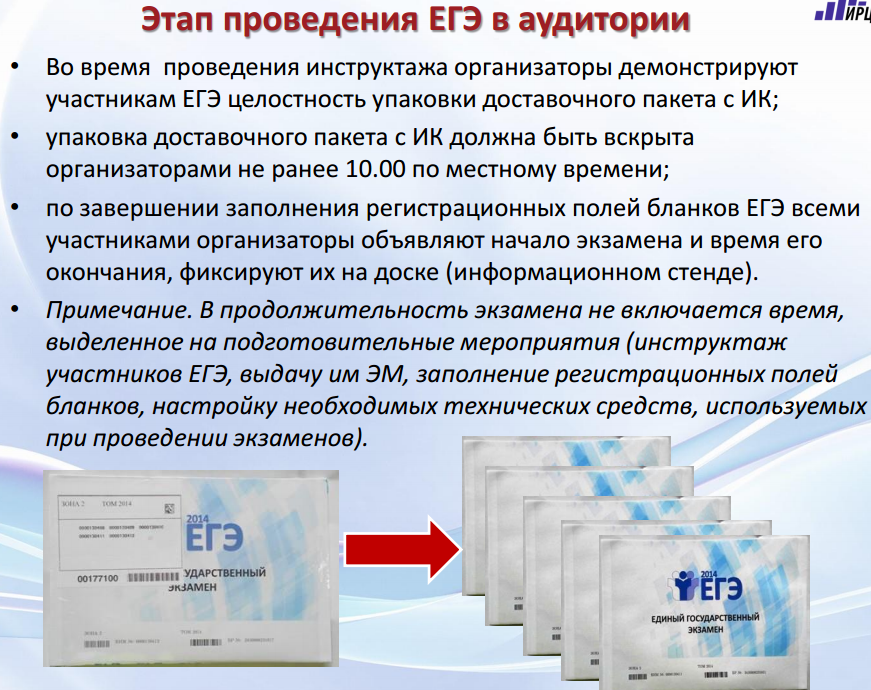 Этап проведения ЕГЭ в аудитории
ИРЦ
• Во время проведения инструктажа организаторы демонстрируют
участникам ЕГЭ целостность упаковки доставочного пакета с ИК;
• упаковка доставочного пакета с ИК должна быть вскрыта
организаторами не ранее 10.00 по местному времени;
• по завершении заполнения регистрационных полей бланков ЕГЭ всеми
участниками организаторы объявляют начало экзамена и время его
окончания, фиксируют их на доске (информационном стенде).
• Примечание. В продолжительность экзамена не включается время,
выделенное на подготовительные мероприятия (инструктаж
участников ЕГЭ, выдачу им ЭМ, заполнение регистрационных полей
бланков, настройку необходимых технических средств, используемых
при проведении экзаменов).
ЗОНА 2 ТОМ 2014
2014
ЕГЭ
00177100
УДАРСТВЕННЫЙ
ЭКЗАМЕН
ЗОНА 2 ТОМ 2014
2014
ЕГЭ
ЕДИНЫЙ ГОСУДАРСТВЕННЫЙ
ЭКЗАМЕН